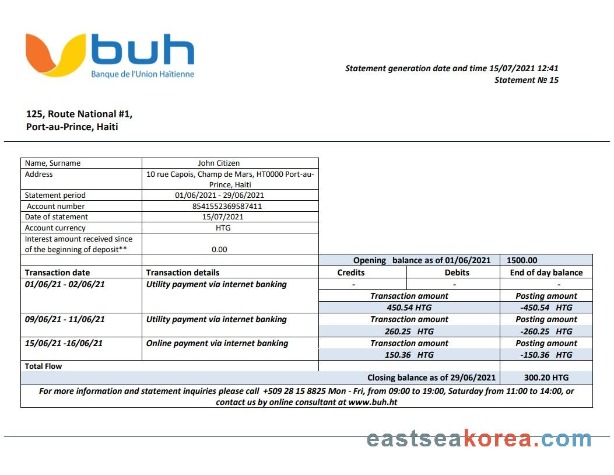 buh
Banque de l'Union Haïtienne
Statement generation date and time 15/07/2021 12:41
Statement № 15
125, Route National #1,
Port-au-Prince, Haiti
Name, Surname John Citizen
Address 10 rue Capois, Champ de Mars, HT0000 Port-au-
Prince, Haiti
Statement period 01/06/2021 - 29/06/2021
Account number 8541552369587411
Date of statement 15/07/2021
Account currency HTG
Interest amount received since
of the beginning of deposit** 0.00
Opening balance as of 01/06/2021 1500.00
Transaction date Transaction details Credits Debits End of day balance
01/06/21 - 02/06/21 Utility payment via internet banking - - -
Transaction amount Posting amount
450.54 HTG -450.54 HTG
09/06/21 - 11/06/21 Utility payment via internet banking Transaction amount Posting amount
260.25 HTG -260.25 HTG
15/06/21 -16/06/21 Online payment via internet banking Transaction amount Posting amount
150.36 HTG -150.36 HTG
Total Flow
Closing balance as of 29/06/2021 300.20 HTG
For more information and statement inquiries please call +509 28 15 8825 Mon - Fri, from 09:00 to 19:00, Saturday from 11:00 to 14:00, or
contact us by online consultant at www.buh.ht
eastseakorea.com